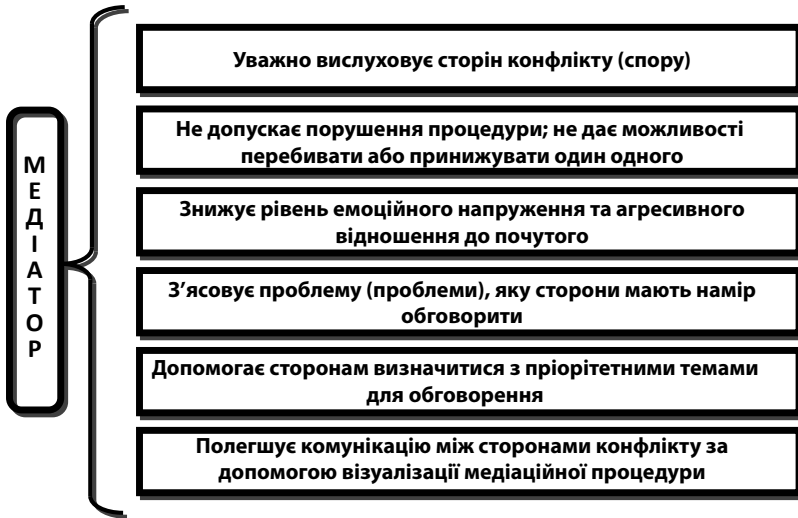 МЕДІАТОР
Уважно вислуховує сторін конфлікту (спору)
Не допускає порушення процедури; не дає можливості
перебивати або принижувати один одного
Знижує рівень емоційного напруження та агресивного
відношення до почутого
З’ясовує проблему (проблеми), яку сторони мають намір
обговорити
Допомогає сторонам визначитися з пріорітетними темами
для обговорення
Полегшує комунікацію між сторонами конфлікту за
допомогою візуалізації медіаційної процедури